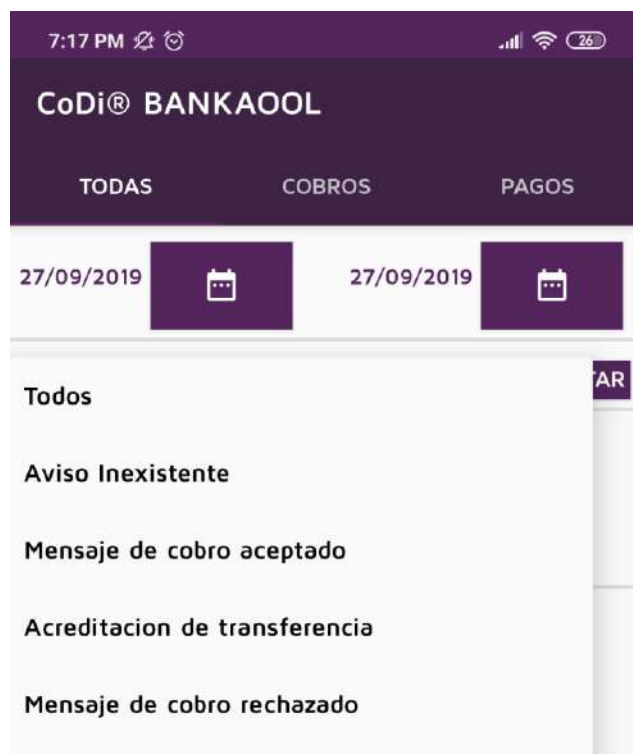 7:17 PM 26
CoDi® BANKAOOL
TODAS COBROS PAGOS
27/09/2019 27/09/2019
Todos
Aviso Inexistente
Mensaje de cobro aceptado
Acreditacion de transferencia
Mensaje de cobro rechazado